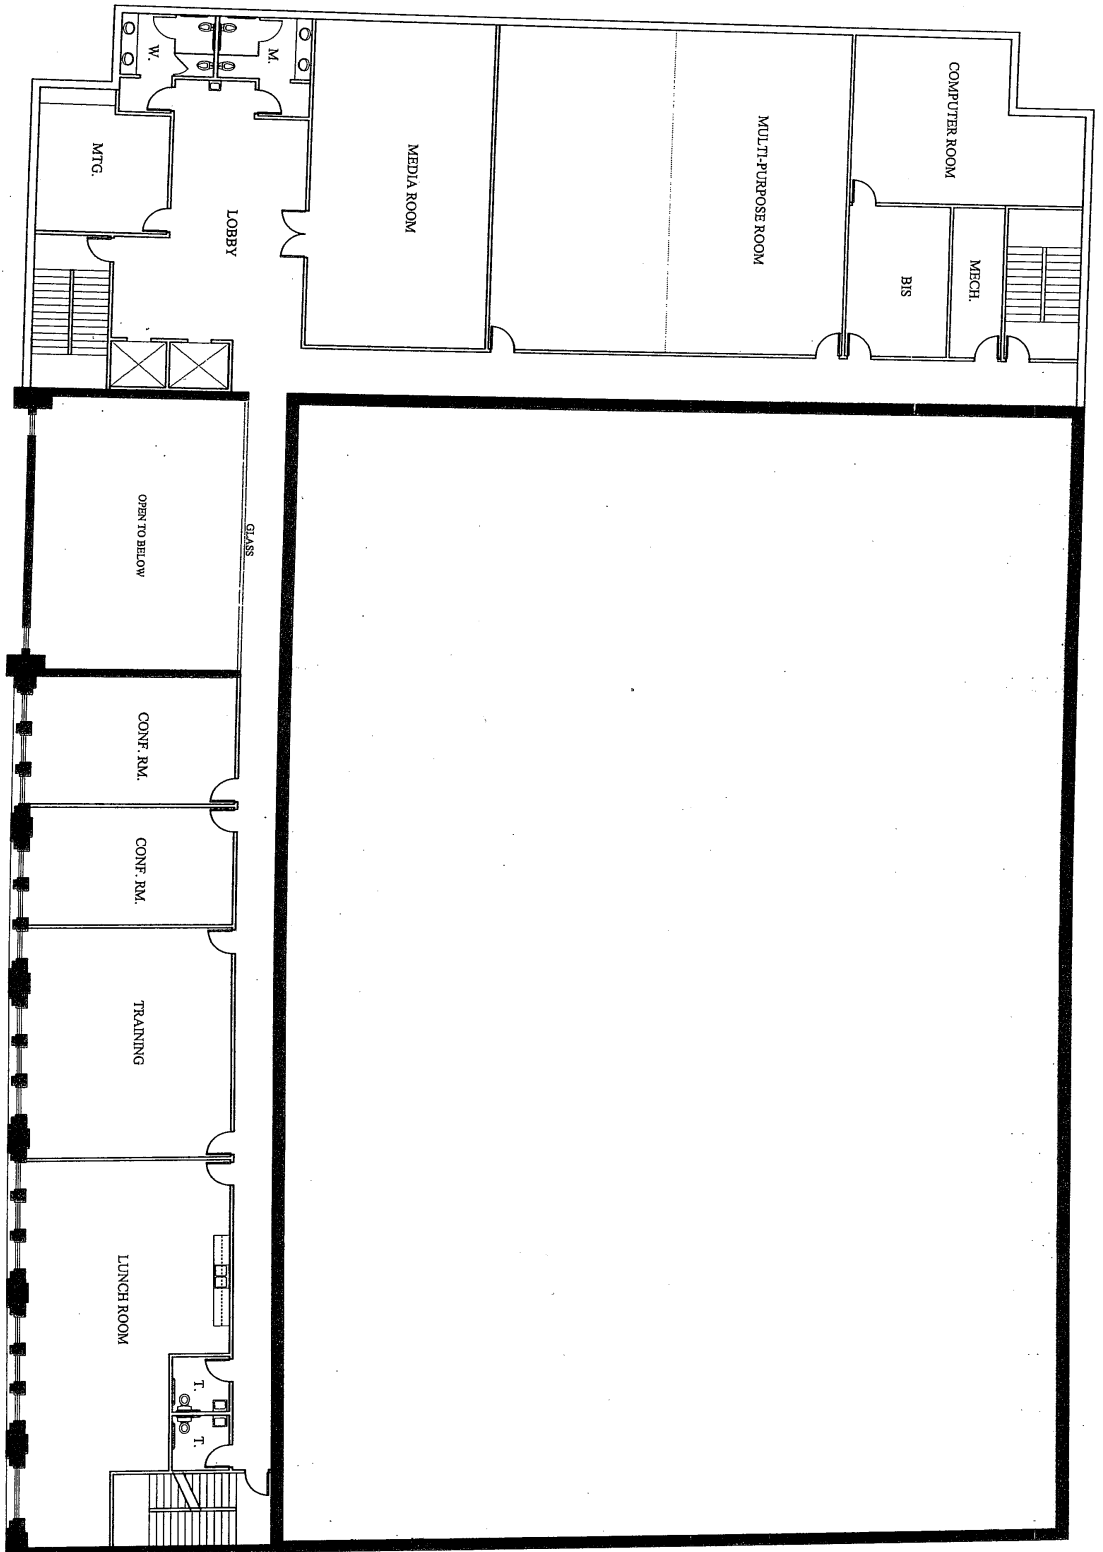 COMPUTER ROOM
MULTI-PURPOSE ROOM
MEDIA ROOM
M.
W.
MTG.
LOBBY
BIS
MECH.
OPEN TO BELOW
GLASS
CONF. RM.
CONF. RM.
TRAINING
LUNCH ROOM
T.
T.